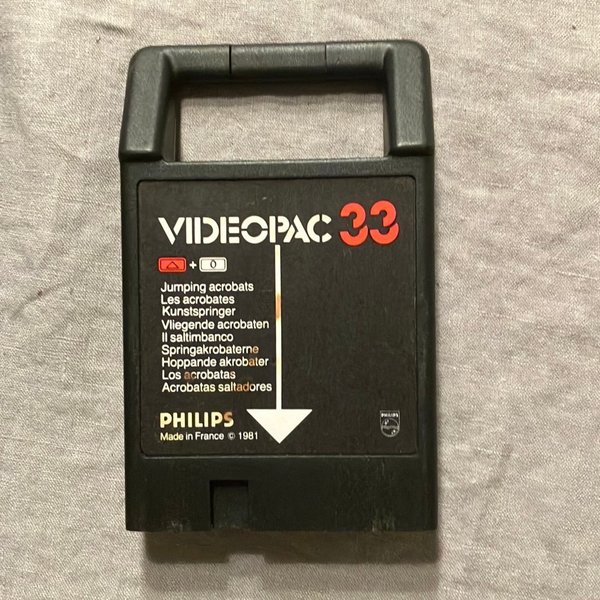 VIDEOPAC 33
+ 0
Jumping acrobats
Les acrobates
Kunstspringer
Vliegende acrobaten
Il saltimbanco
Springakrobaterne
Hoppande akrobater
Los acrobatas
Acrobatas saltadores
PHILIPS
Made in France © 1981
PHILIPS